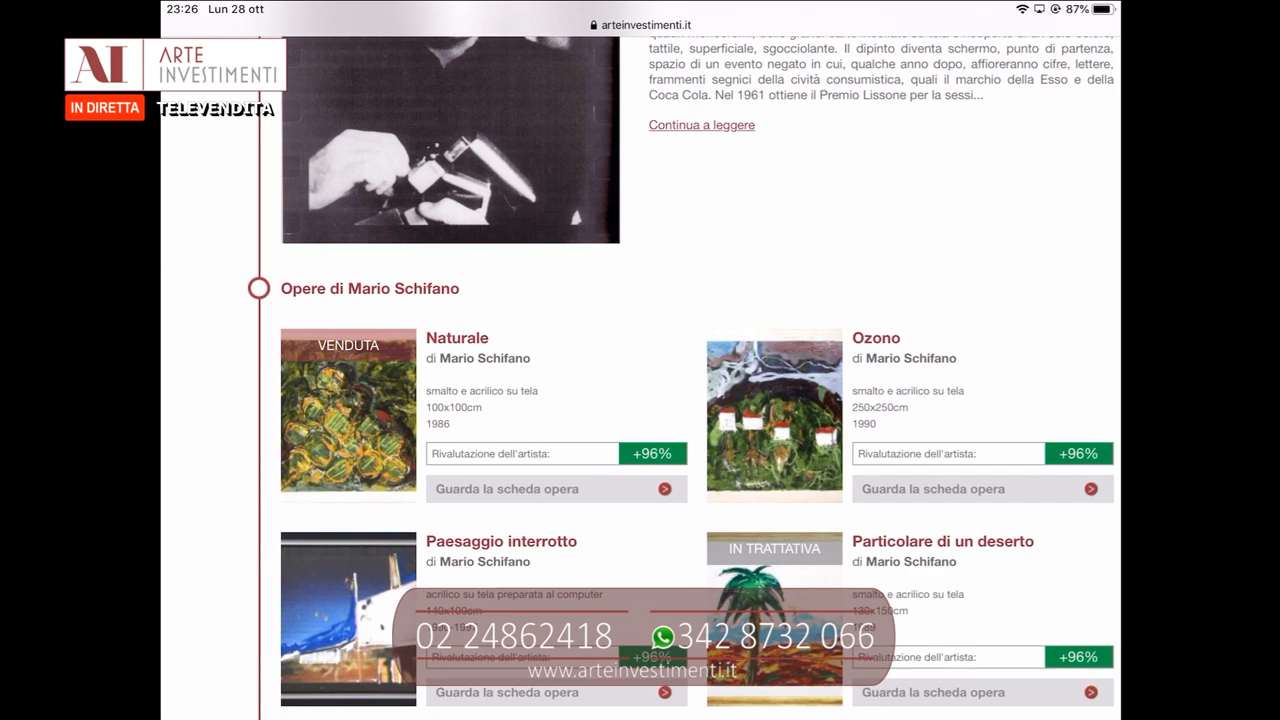 23:26 Lun 28 ott
87%
arteinvestimenti.it
AI ARTE
INVESTIMENTI
IN DIRETTA TELEVENDITA
tattile, superficiale, sgocciolante. Il dipinto diventa schermo, punto di partenza,
spazio di un evento negato in cui, qualche anno dopo, affioreranno cifre, lettere,
frammenti segnici della civiltà consumistica, quali il marchio della Esso e della
Coca Cola. Nel 1961 ottiene il Premio Lissone per la sessi...
Continua a leggere
Opere di Mario Schifano
VENDUTA
Naturale
di Mario Schifano
smalto e acrilico su tela
100x100cm
1986
Rivalutazione dell'artista: +96%
Guarda la scheda opera
Ozono
di Mario Schifano
smalto e acrilico su tela
250x250cm
1990
Rivalutazione dell'artista: +96%
Guarda la scheda opera
Paesaggio interrotto
di Mario Schifano
acrilico su tela preparata al computer
Rivalutazione dell'artista: +96%
Guarda la scheda opera
IN TRATTATIVA
Particolare di un deserto
di Mario Schifano
smalto e acrilico su tela
Rivalutazione dell'artista: +96%
Guarda la scheda opera
02 24862418 342 8732 066
www.arteinvestimenti.it